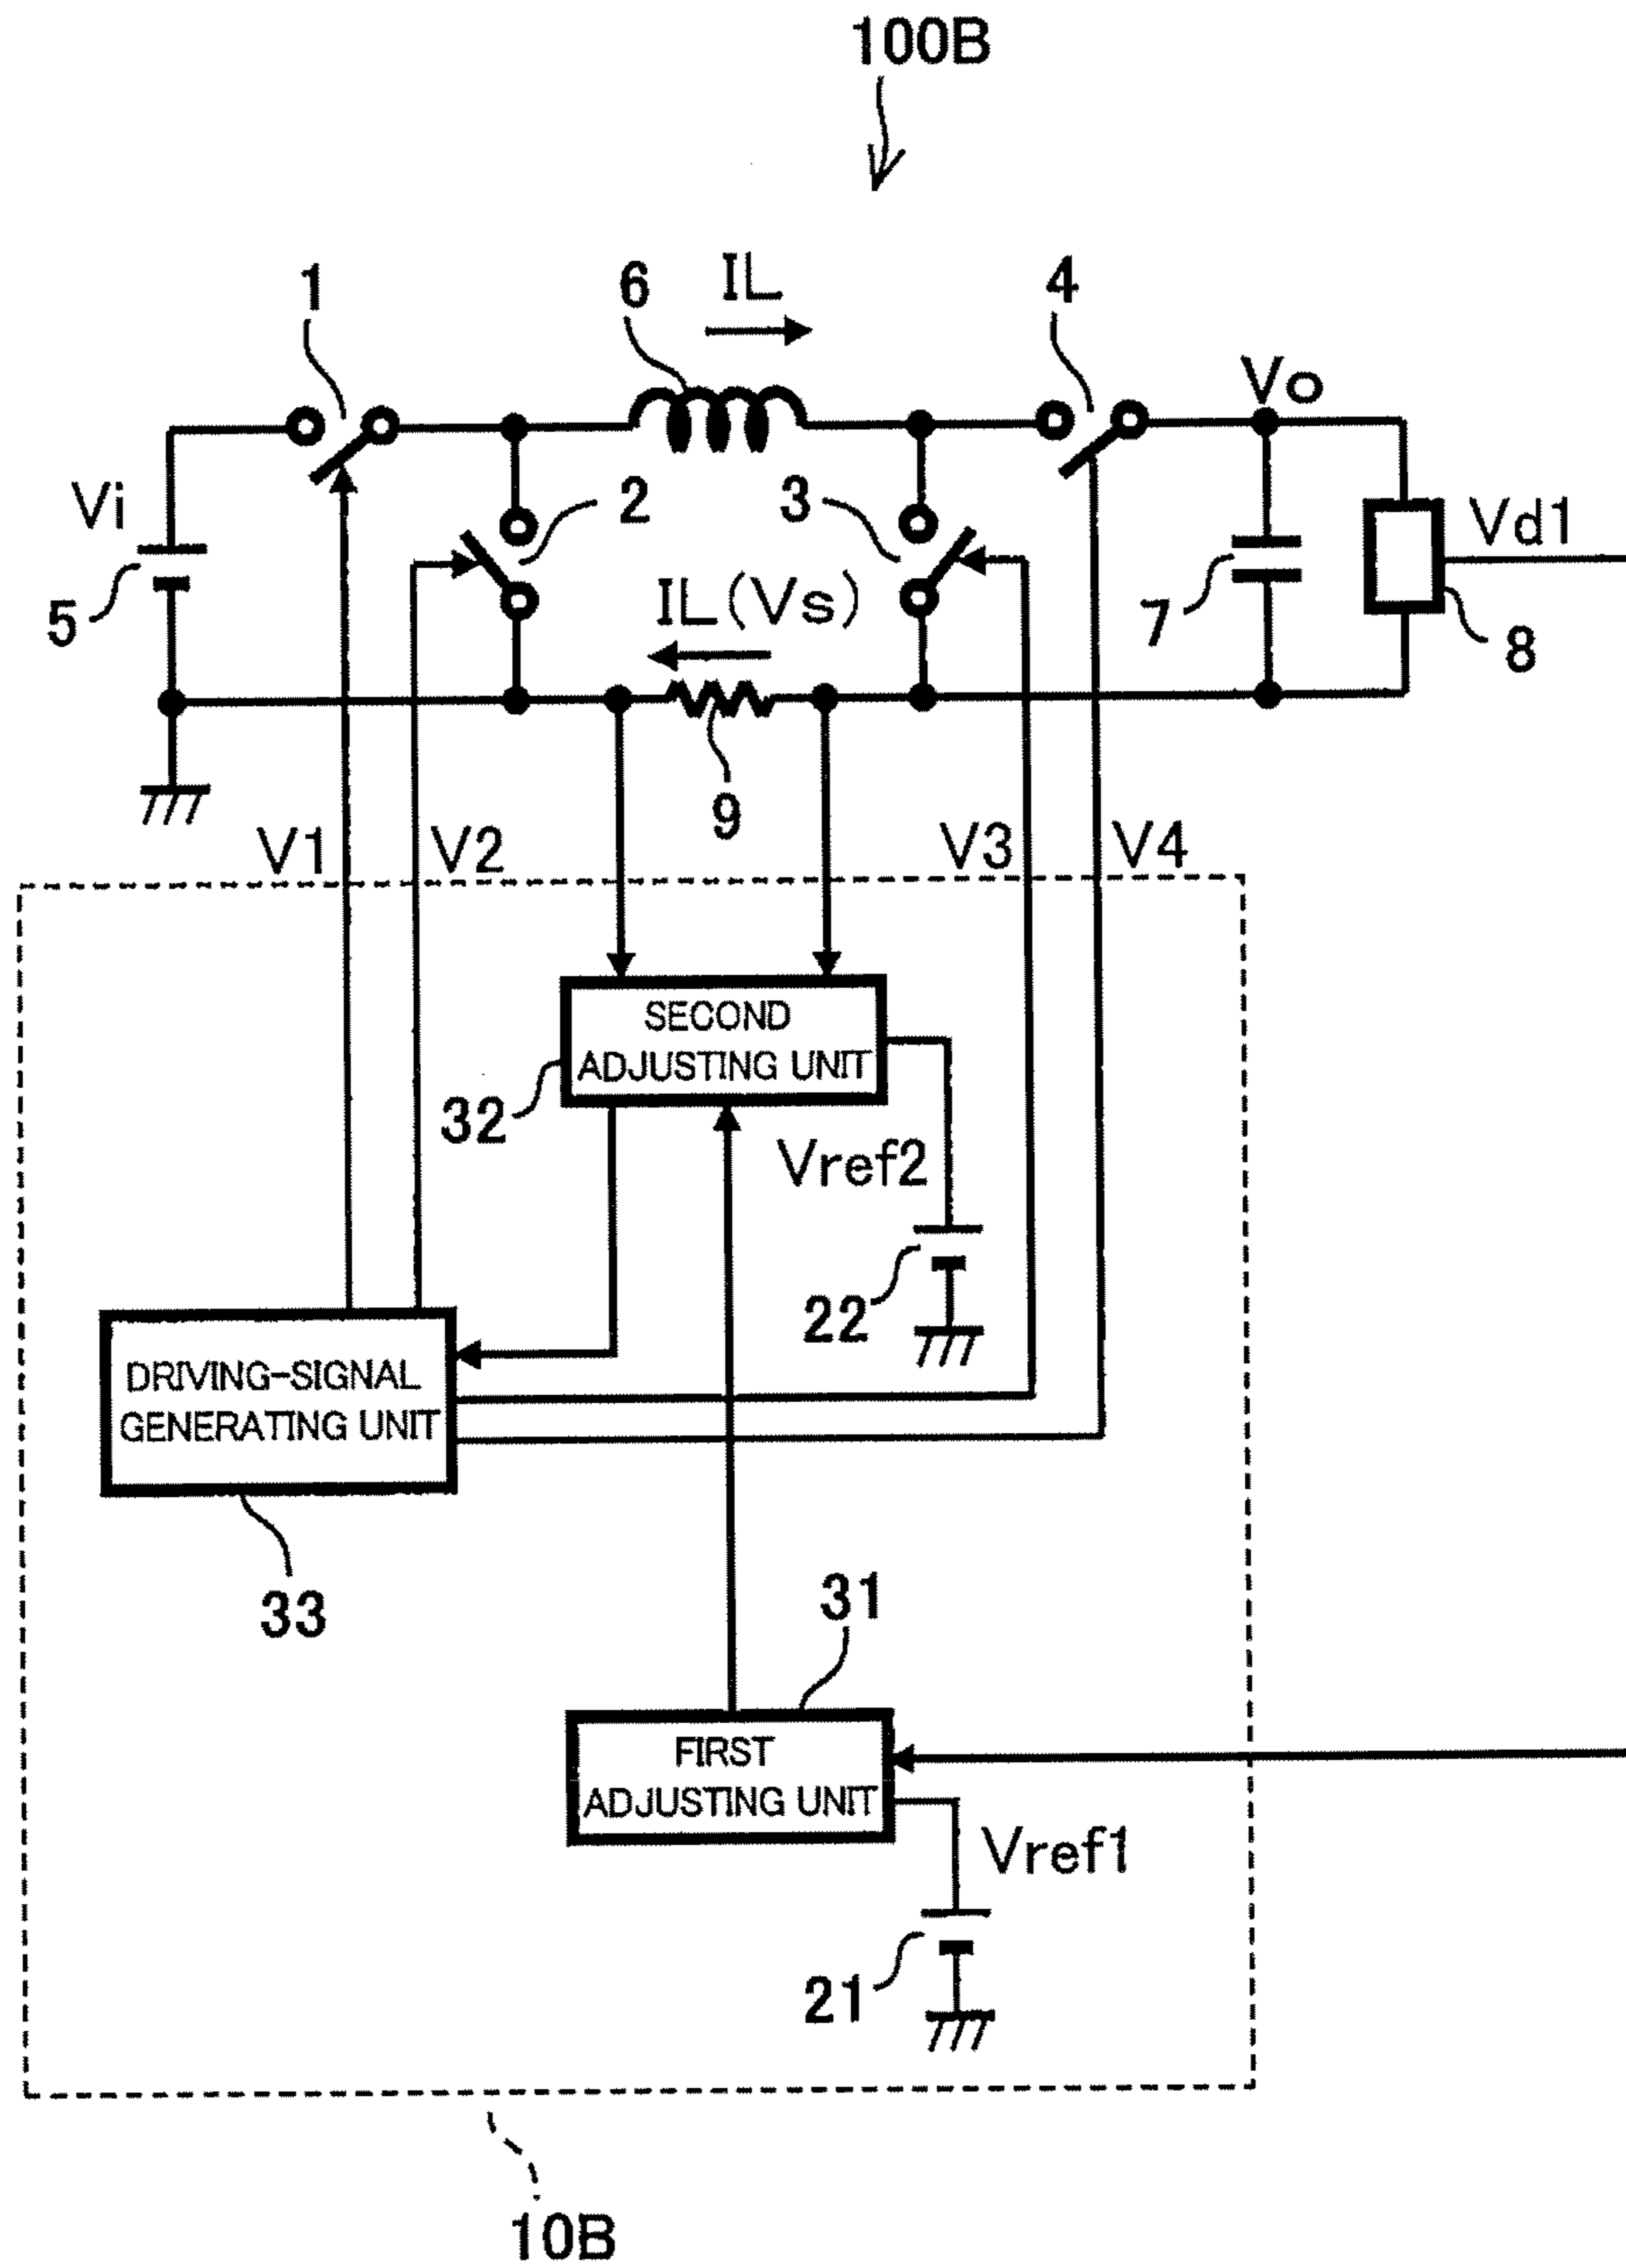 100B
1
6
IL
4
Vo
Vi
2
3
Vd1
5
IL(Vs)
7
8
9
V1
V2
V3
V4
SECOND
ADJUSTING UNIT
32
Vref2
22
DRIVING-SIGNAL
GENERATING UNIT
33
31
FIRST
ADJUSTING UNIT
Vref1
21
10B